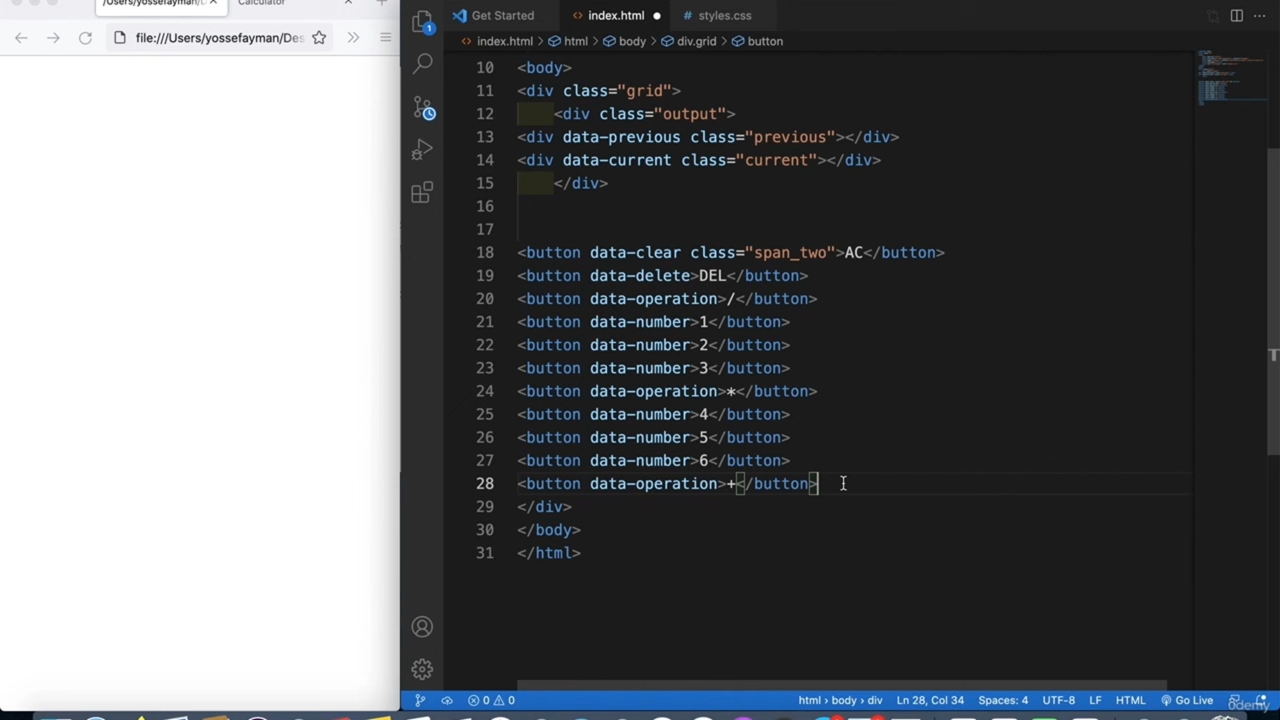 /Users/yossefayman/D
Calculator
file:///Users/yossefayman/Des
Get Started
index.html
styles.css
index.html > html > body > div.grid > button
10 <body>
11 <div class="grid">
12 <div class="output">
13 <div data-previous class="previous"></div>
14 <div data-current class="current"></div>
15 </div>
16
17
18 <button data-clear class="span_two">AC</button>
19 <button data-delete>DEL</button>
20 <button data-operation>/</button>
21 <button data-number>1</button>
22 <button data-number>2</button>
23 <button data-number>3</button>
24 <button data-operation>*</button>
25 <button data-number>4</button>
26 <button data-number>5</button>
27 <button data-number>6</button>
28 <button data-operation>+</button>
29 </div>
30 </body>
31 </html>
1
0 0
html > body > div
Ln 28, Col 34
Spaces: 4
UTF-8
LF
HTML
Go Live
ûdemy